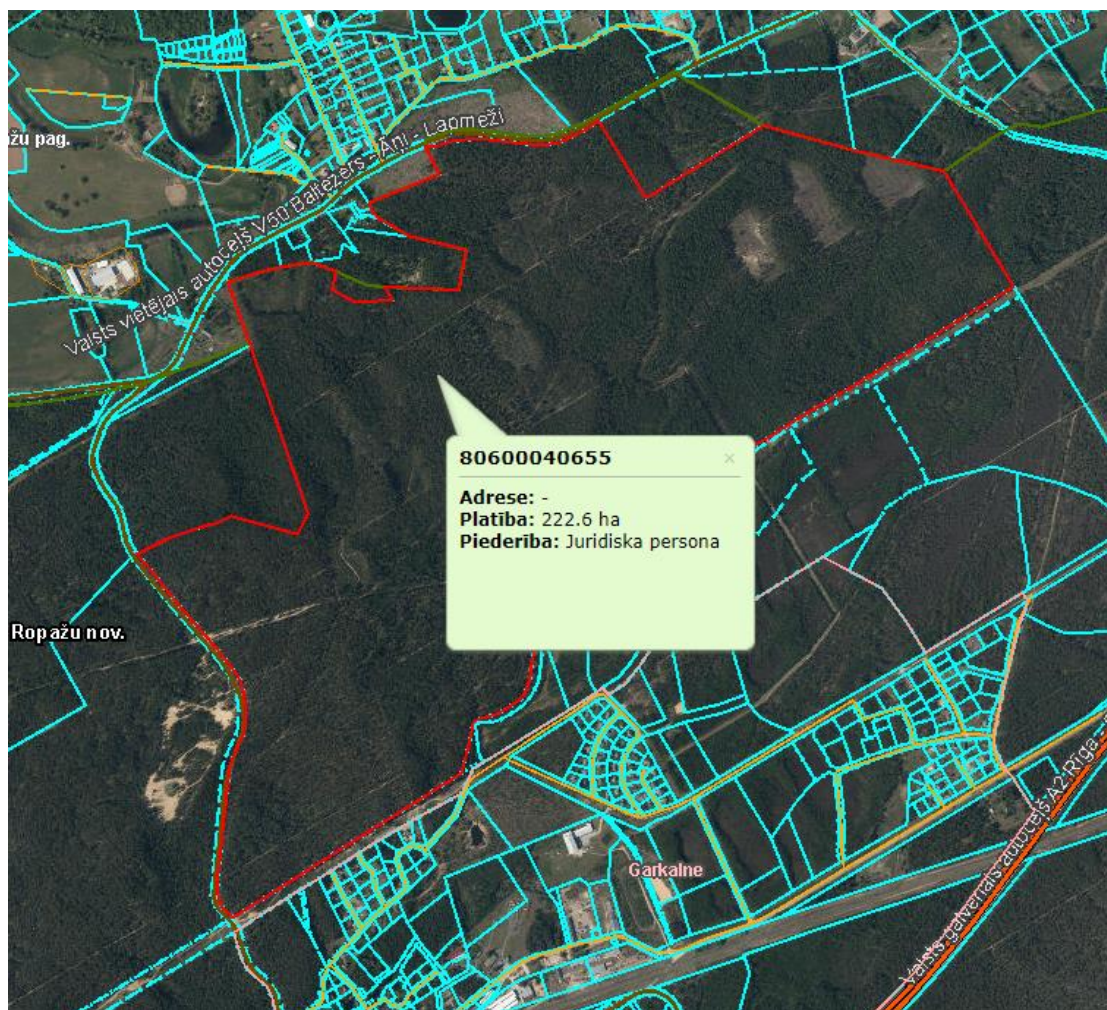 žu pag.
Valsts vietējais autoceļš V50 Baltezers - Āņi - Lapmeži
80600040655 ×
Adrese: -
Platība: 222.6 ha
Piederība: Juridiska persona
Ropažu nov.
Garkalne
Valsts galvenais autoceļš A2 Rīga -